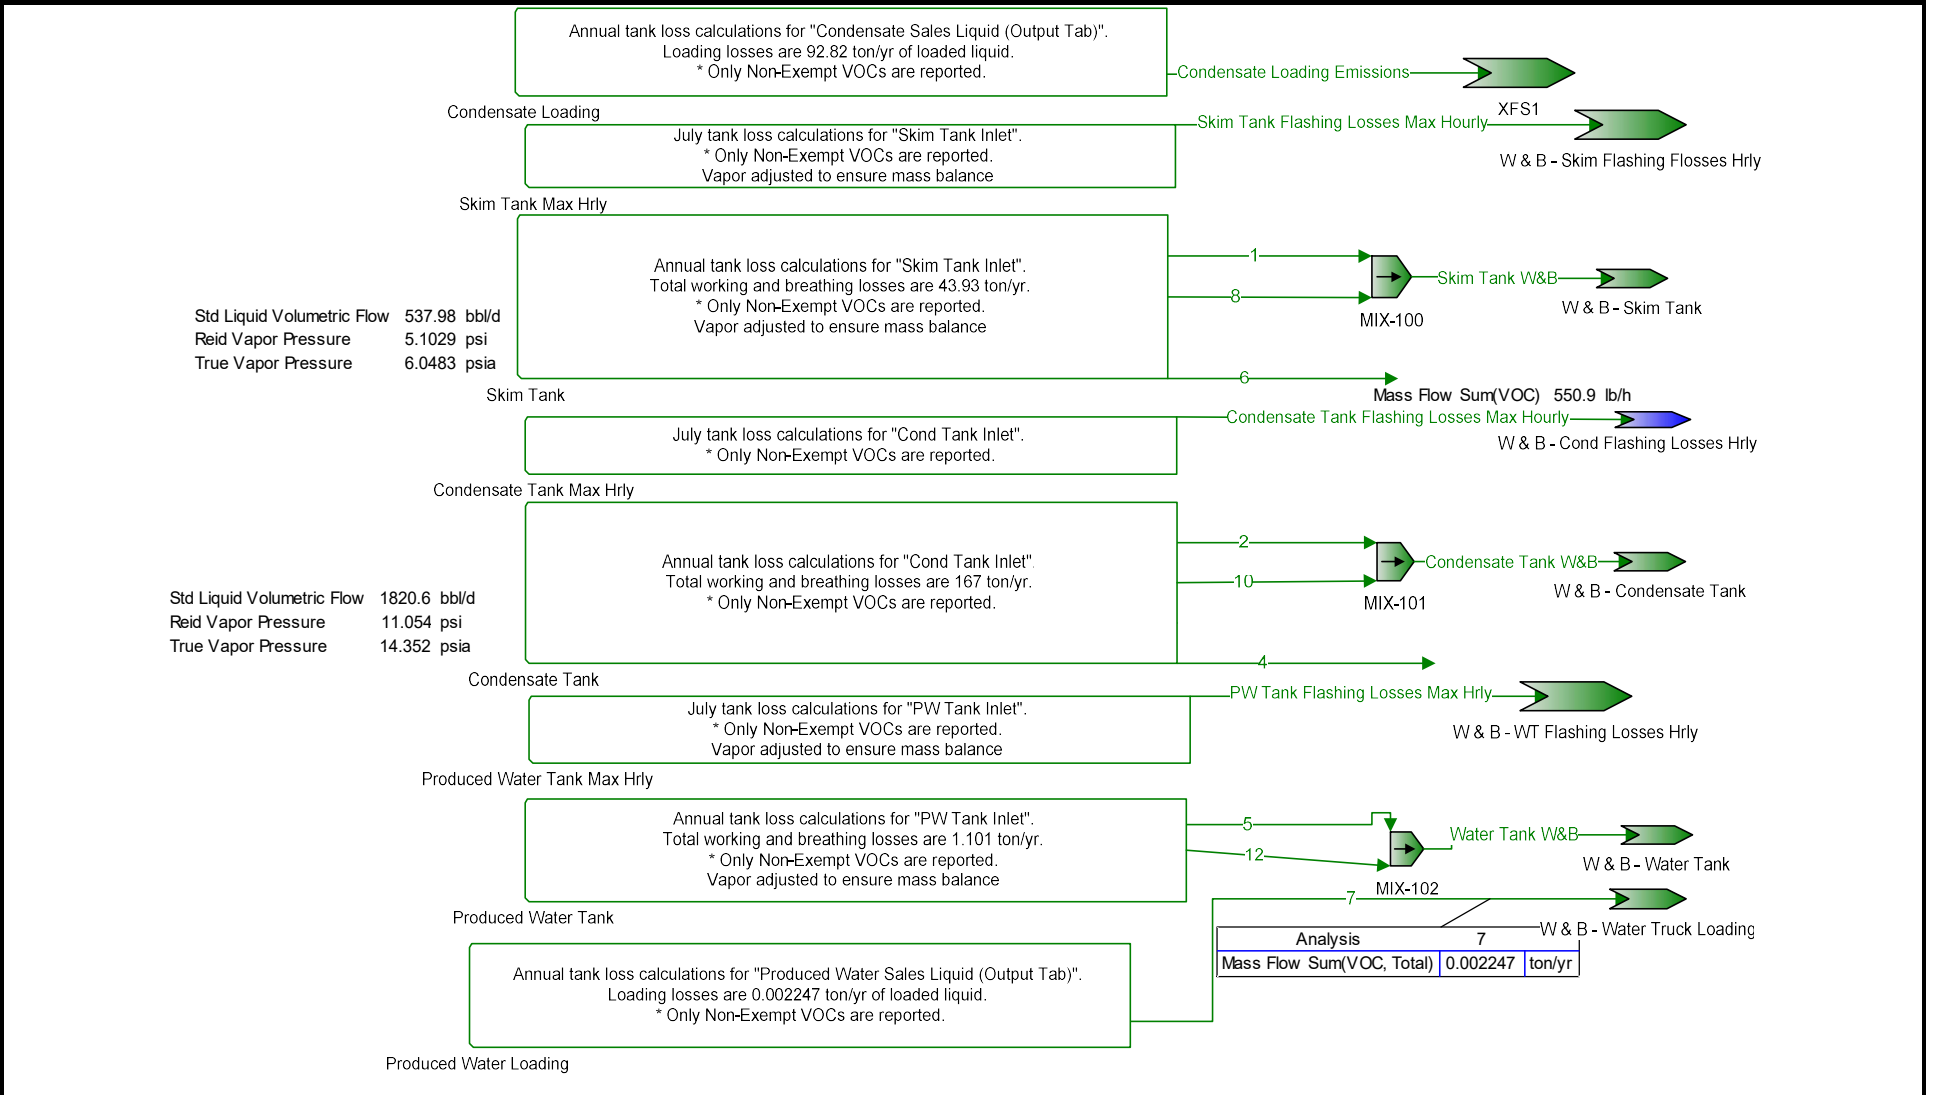 Annual tank loss calculations for "Condensate Sales Liquid (Output Tab)".
Loading losses are 92.82 ton/yr of loaded liquid.
* Only Non-Exempt VOCs are reported.
Condensate Loading Emissions
XFS1
Condensate Loading
July tank loss calculations for "Skim Tank Inlet".
* Only Non-Exempt VOCs are reported.
Vapor adjusted to ensure mass balance
Skim Tank Flashing Losses Max Hourly
W & B - Skim Flashing Flosses Hrly
Skim Tank Max Hrly
Annual tank loss calculations for "Skim Tank Inlet".
Total working and breathing losses are 43.93 ton/yr.
* Only Non-Exempt VOCs are reported.
Vapor adjusted to ensure mass balance
1
8
MIX-100
Skim Tank W&B
W & B - Skim Tank
Std Liquid Volumetric Flow 537.98 bbl/d
Reid Vapor Pressure 5.1029 psi
True Vapor Pressure 6.0483 psia
6
Skim Tank
Mass Flow Sum(VOC) 550.9 lb/h
Condensate Tank Flashing Losses Max Hourly
W & B - Cond Flashing Losses Hrly
July tank loss calculations for "Cond Tank Inlet".
* Only Non-Exempt VOCs are reported.
Condensate Tank Max Hrly
Annual tank loss calculations for "Cond Tank Inlet".
Total working and breathing losses are 167 ton/yr.
* Only Non-Exempt VOCs are reported.
2
10
MIX-101
Condensate Tank W&B
W & B - Condensate Tank
Std Liquid Volumetric Flow 1820.6 bbl/d
Reid Vapor Pressure 11.054 psi
True Vapor Pressure 14.352 psia
4
Condensate Tank
July tank loss calculations for "PW Tank Inlet".
* Only Non-Exempt VOCs are reported.
Vapor adjusted to ensure mass balance
PW Tank Flashing Losses Max Hrly
W & B - WT Flashing Losses Hrly
Produced Water Tank Max Hrly
Annual tank loss calculations for "PW Tank Inlet".
Total working and breathing losses are 1.101 ton/yr.
* Only Non-Exempt VOCs are reported.
Vapor adjusted to ensure mass balance
5
12
MIX-102
Water Tank W&B
W & B - Water Tank
Produced Water Tank
7
W & B - Water Truck Loading
Analysis 7
Mass Flow Sum(VOC, Total) 0.002247 ton/yr
Annual tank loss calculations for "Produced Water Sales Liquid (Output Tab)".
Loading losses are 0.002247 ton/yr of loaded liquid.
* Only Non-Exempt VOCs are reported.
Produced Water Loading